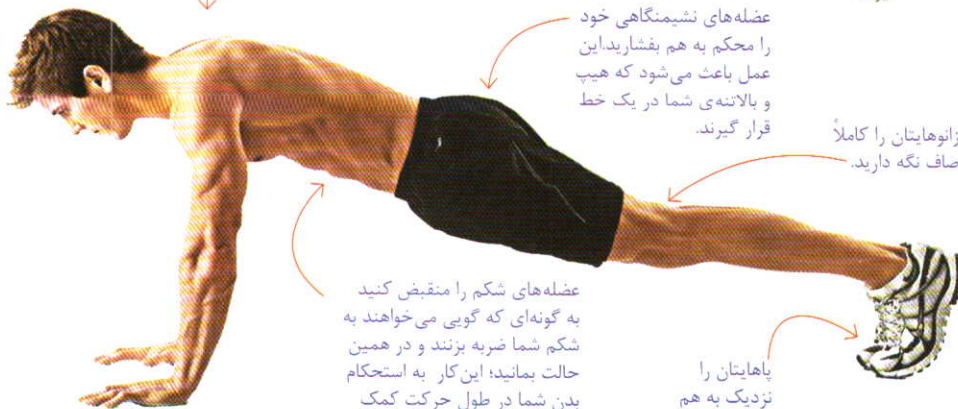 عضله‌های نشیمنگاهی خود
را محکم به هم بفشارید.این
عمل باعث می‌شود که هیپ
و بالاتنه‌ی شما در یک خط
قرار گیرند.
زانوهایتان را کاملاً
صاف نگه دارید.
عضله‌های شکم را منقبض کنید
به گونه‌ای که گویی می‌خواهند به
شکم شما ضربه بزنند و در همین
حالت بمانید؛ این کار به استحکام
بدن شما در طول حرکت کمک
پاهایتان را
نزدیک به هم